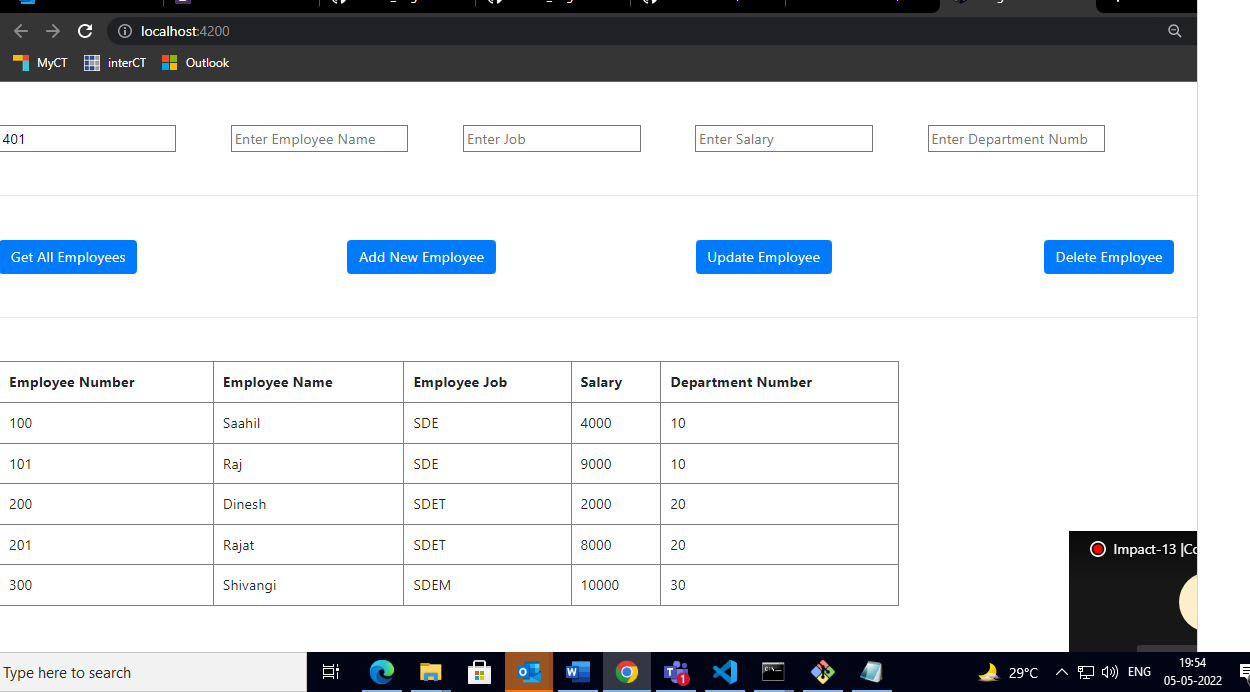 localhost:4200
MyCT interCT Outlook
401 Enter Employee Name Enter Job Enter Salary Enter Department Numb
Get All Employees Add New Employee Update Employee Delete Employee
Employee Number Employee Name Employee Job Salary Department Number
100 Saahil SDE 4000 10
101 Raj SDE 9000 10
200 Dinesh SDET 2000 20
201 Rajat SDET 8000 20
300 Shivangi SDEM 10000 30
Impact-13 |Co
Type here to search
1
29°C ENG 19:54
05-05-2022